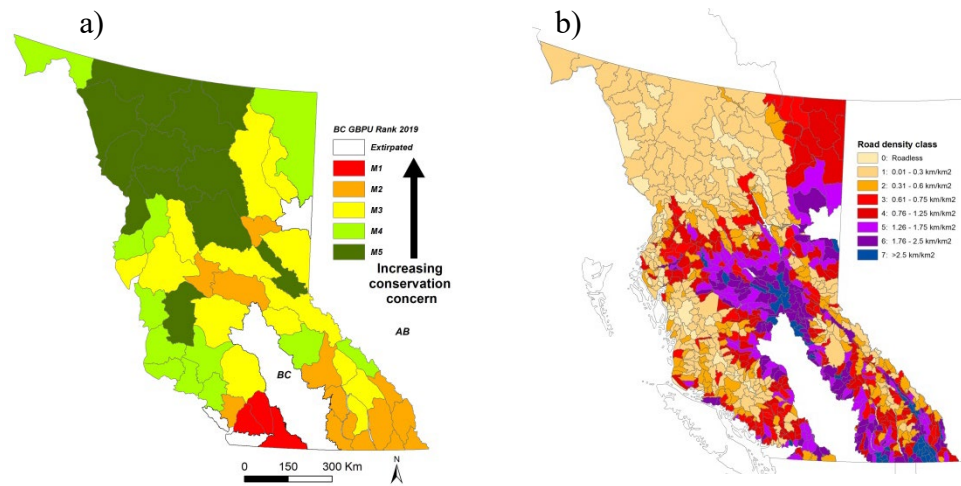 a)
BC GBPU Rank 2019
Extirpated
M1
M2
M3
M4
M5
Increasing
conservation
concern
AB
BC
0 150 300 Km
N
b)
Road density class
0: Roadless
1: 0.01 - 0.3 km/km2
2: 0.31 - 0.6 km/km2
3: 0.61 - 0.75 km/km2
4: 0.76 - 1.25 km/km2
5: 1.26 - 1.75 km/km2
6: 1.76 - 2.5 km/km2
7: >2.5 km/km2